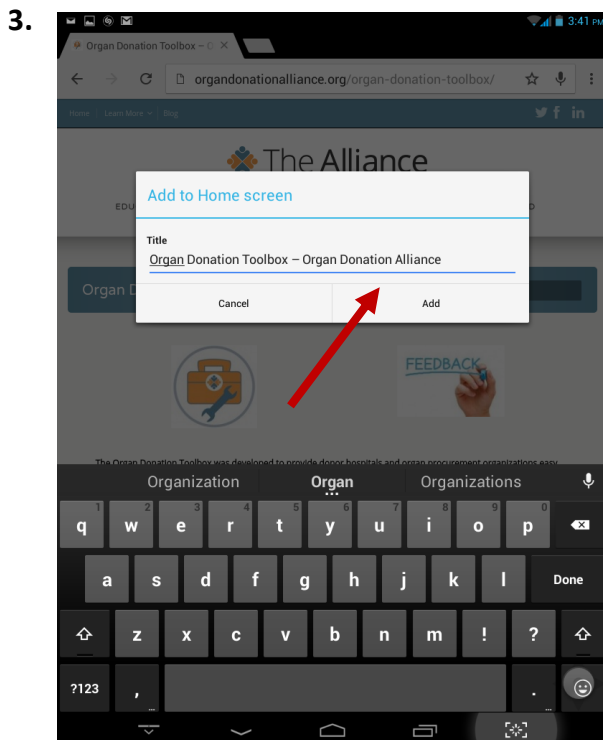 3.
3:41 PM
Organ Donation Toolbox – O
organdonationalliance.org/organ-donation-toolbox/
Home Learn More Blog
f in
The Alliance
EDU
Add to Home screen
Title
Organ Donation Toolbox – Organ Donation Alliance
Organ D
Cancel Add
FEEDBACK
The Organ Donation Toolbox was developed to provide donor hospitals and organ procurement organizations easy
Organization Organ Organizations
1 2 3 4 5 6 7 8 9 0
q w e r t y u i o p
a s d f g h j k l Done
z x c v b n m ! ?
?123 , .